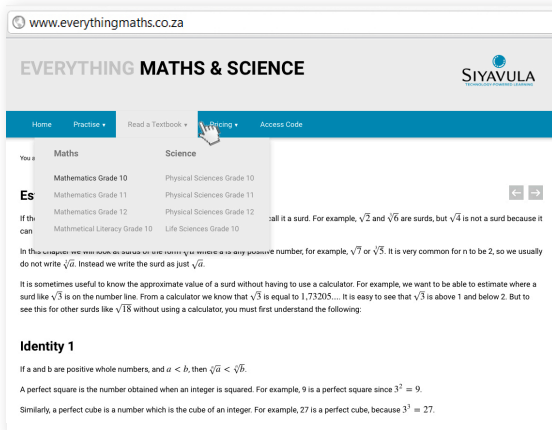 www.everythingmaths.co.za
EVERYTHING MATHS & SCIENCE
SIYAVULA
TECHNOLOGY-POWERED LEARNING
Home Practise ▾ Read a Textbook ▾ Pricing ▾ Access Code
You a
Maths Science
Mathematics Grade 10 Physical Sciences Grade 10
Mathematics Grade 11 Physical Sciences Grade 11
Mathematics Grade 12 Physical Sciences Grade 12
Mathmetical Literacy Grade 10 Life Sciences Grade 10
Es
If the call it a surd. For example, √2 and ∛6 are surds, but √4 is not a surd because it
can
In this chapter we will look at surds of the form ⁿ√a where a is any positive number, for example, √7 or ∛5. It is very common for n to be 2, so we usually
do not write ²√a. Instead we write the surd as just √a.
It is sometimes useful to know the approximate value of a surd without having to use a calculator. For example, we want to be able to estimate where a
surd like √3 is on the number line. From a calculator we know that √3 is equal to 1,73205.... It is easy to see that √3 is above 1 and below 2. But to
see this for other surds like √18 without using a calculator, you must first understand the following:
Identity 1
If a and b are positive whole numbers, and a < b, then ⁿ√a < ⁿ√b.
A perfect square is the number obtained when an integer is squared. For example, 9 is a perfect square since 3² = 9.
Similarly, a perfect cube is a number which is the cube of an integer. For example, 27 is a perfect cube, because 3³ = 27.